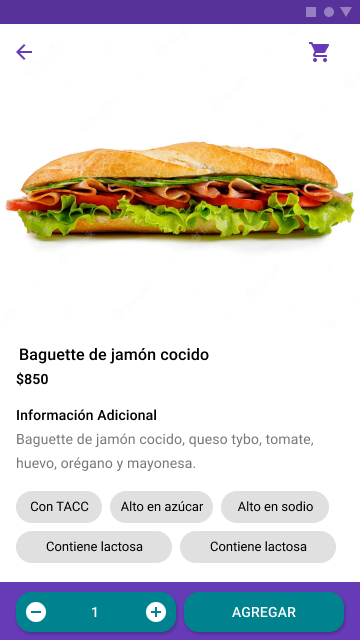 Baguette de jamón cocido
$850
Información Adicional
Baguette de jamón cocido, queso tybo, tomate,
huevo, orégano y mayonesa.
Con TACC Alto en azúcar Alto en sodio
Contiene lactosa Contiene lactosa
1 AGREGAR